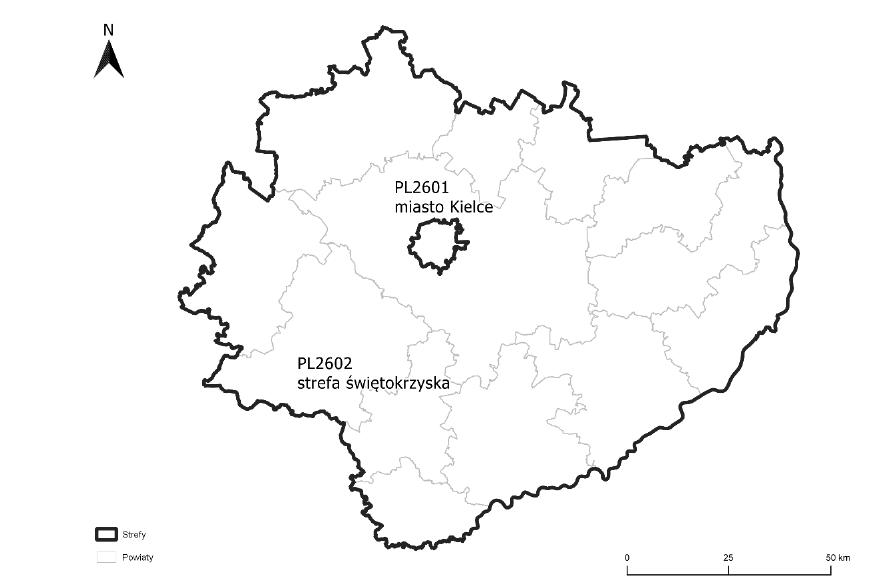 N
PL2601
miasto Kielce
PL2602
strefa świętokrzyska
Strefy
Powiaty
0 25 50 km